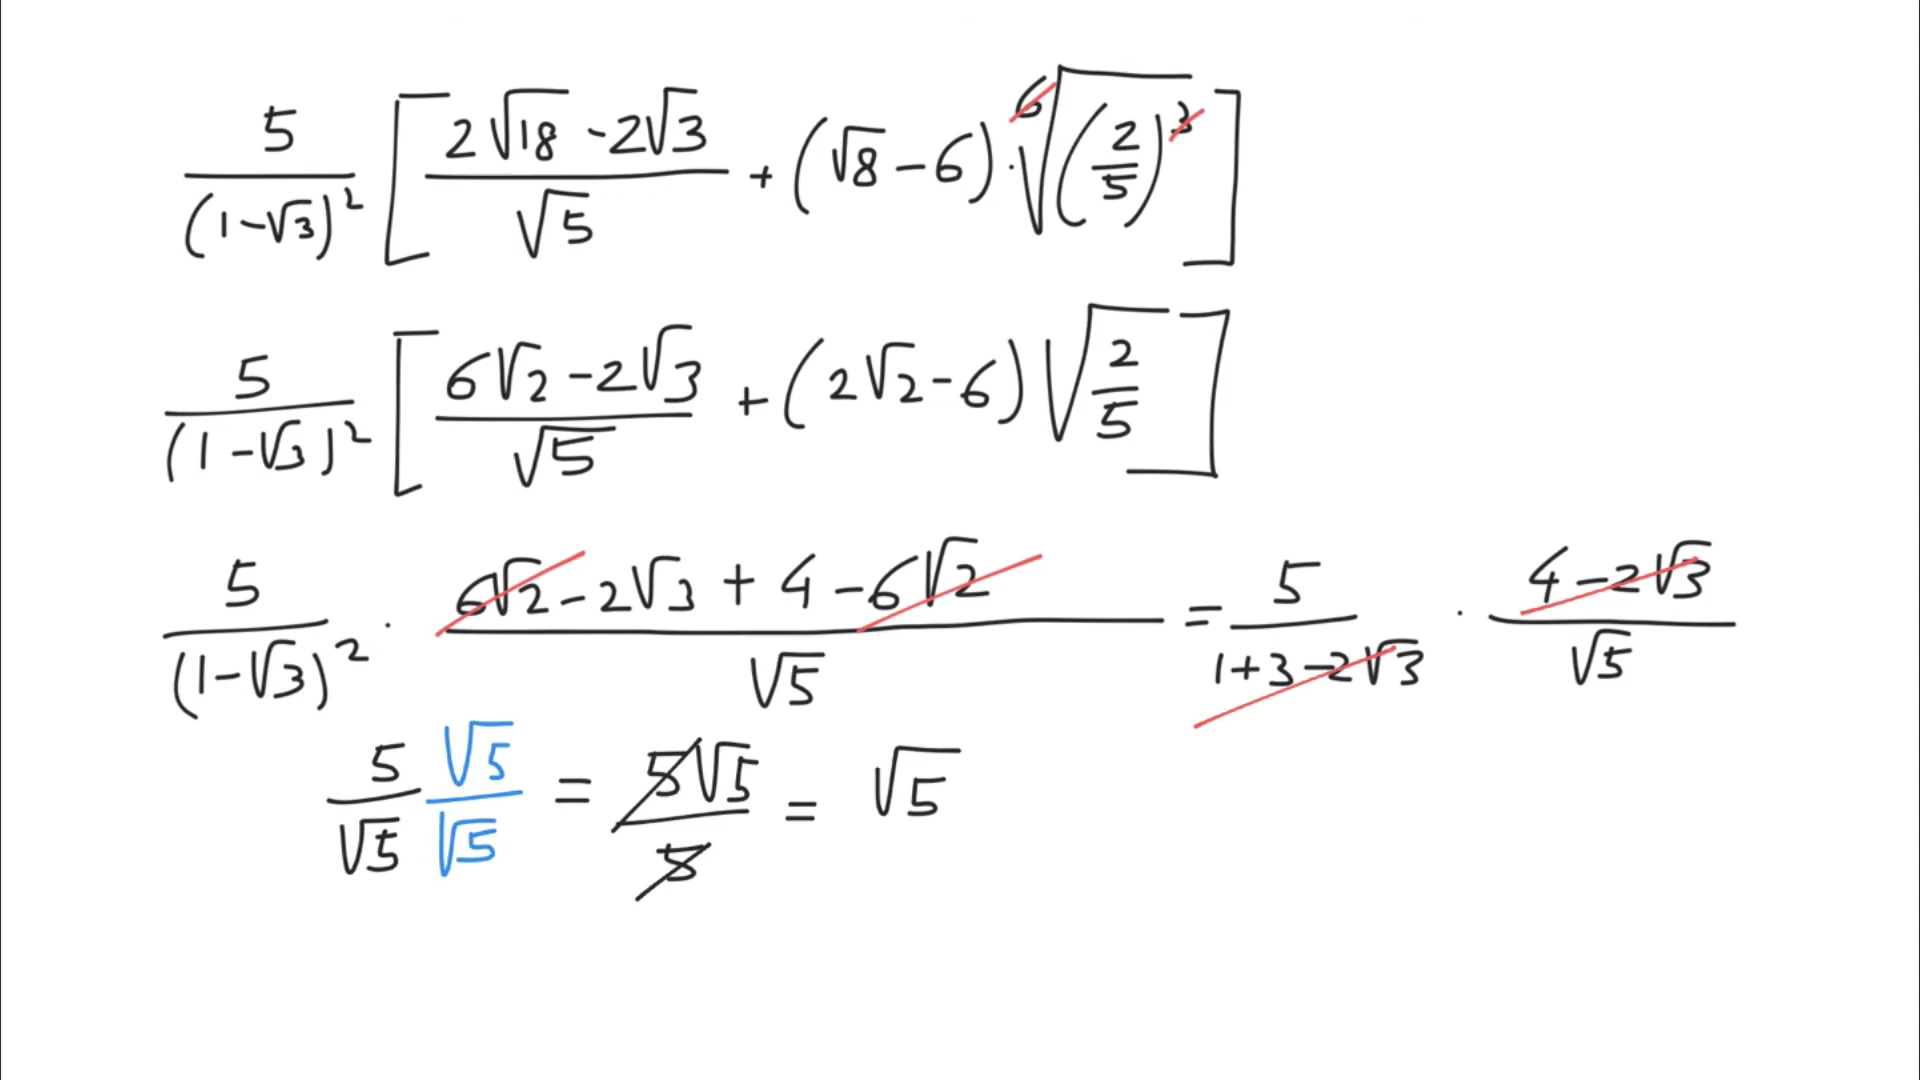 5/(1-√3)² [ (2√18 - 2√3)/√5 + (√8 - 6) · ⁶√((2/5)³) ]
5/(1-√3)² [ (6√2 - 2√3)/√5 + (2√2 - 6) √(2/5) ]
5/(1-√3)² · (6√2 - 2√3 + 4 - 6√2)/√5 = 5/(1+3-2√3) · (4-2√3)/√5
5/√5 √5/√5 = 5√5/5 = √5